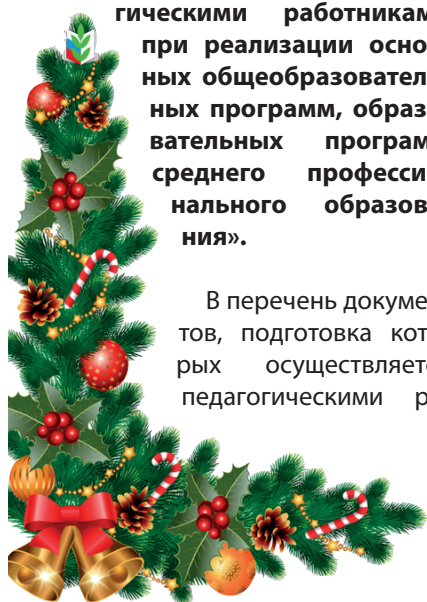 гическими работникам
при реализации осно
ных общеобразовател
ных программ, образ
вательных програм
среднего професси
нального образов
ния».
В перечень докуме
тов, подготовка кот
рых осуществляет
педагогическими р